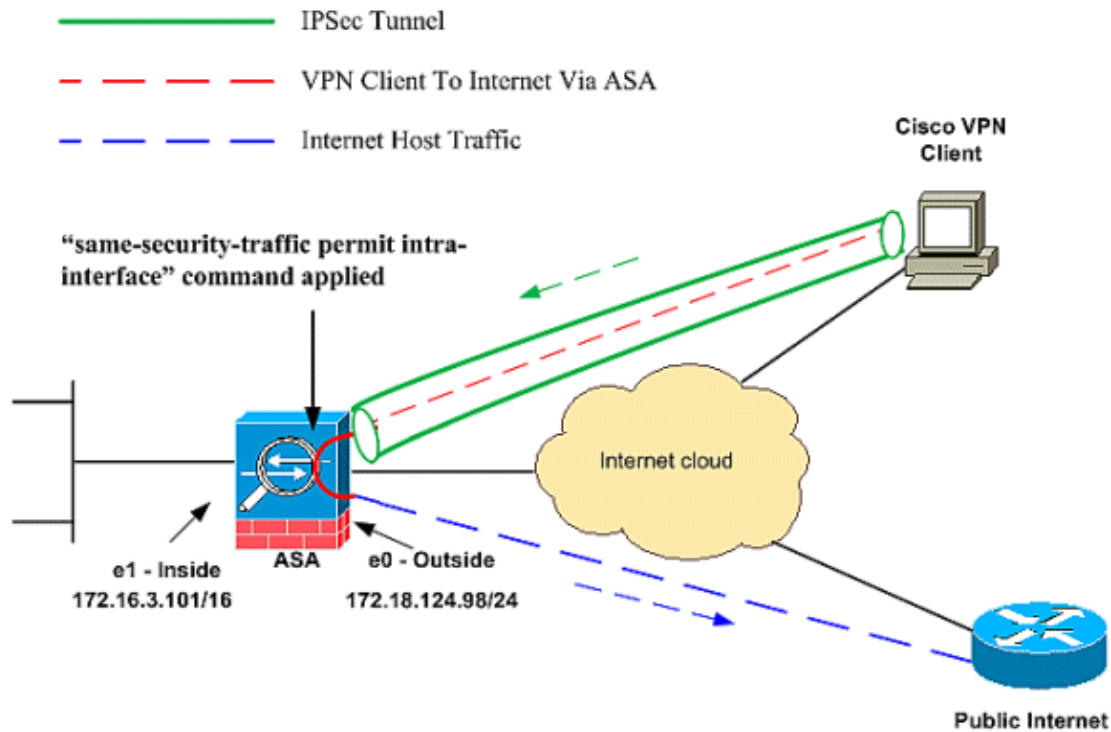 IPSec Tunnel
VPN Client To Internet Via ASA
Internet Host Traffic
Cisco VPN
Client
“same-security-traffic permit intra-
interface” command applied
Internet cloud
e1 - Inside
172.16.3.101/16
ASA
e0 - Outside
172.18.124.98/24
Public Internet